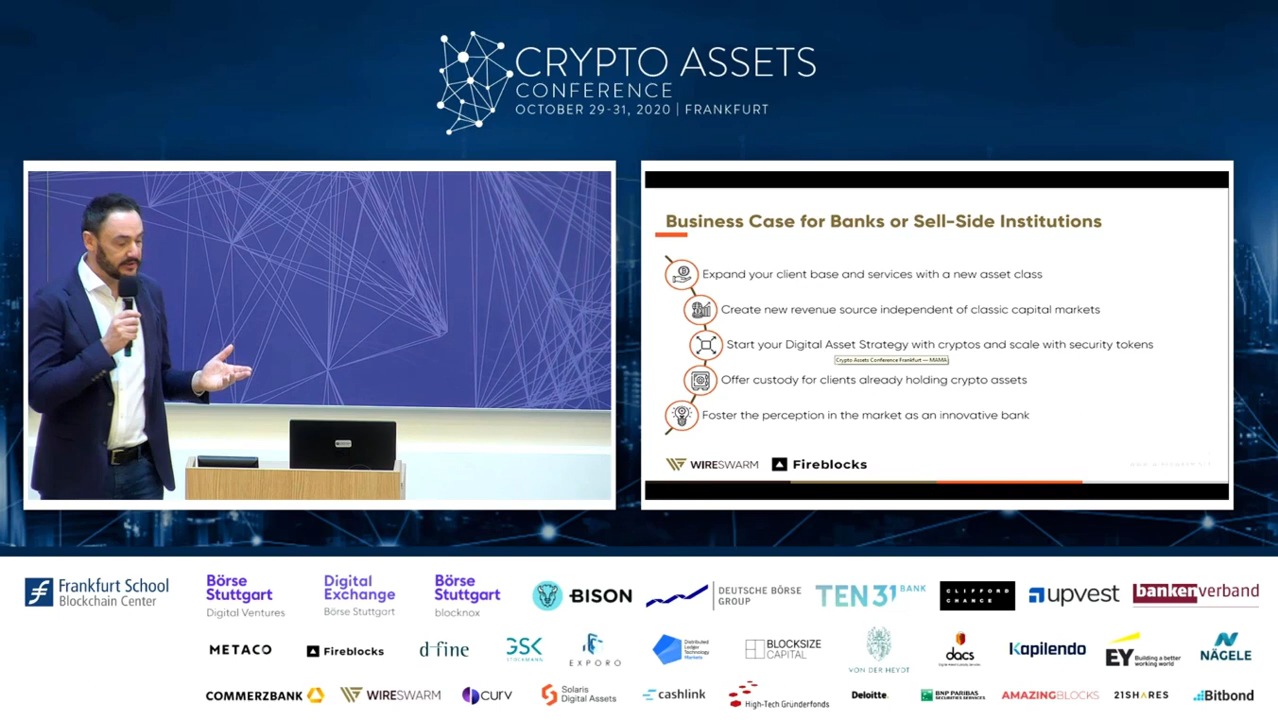 CRYPTO ASSETS
CONFERENCE
OCTOBER 29-31, 2020 | FRANKFURT
Business Case for Banks or Sell-Side Institutions
Expand your client base and services with a new asset class
Create new revenue source independent of classic capital markets
Start your Digital Asset Strategy with cryptos and scale with security tokens
Crypto Assets Conference Frankfurt — MAIMA
Offer custody for clients already holding crypto assets
Foster the perception in the market as an innovative bank
WIRESWARM Fireblocks
Frankfurt School
Blockchain Center
Börse
Stuttgart
Digital Ventures
Digital
Exchange
Börse Stuttgart
Börse
Stuttgart
blocknox
BISON
DEUTSCHE BÖRSE
GROUP
TEN31 BANK
CLIFFORD
CHANCE
upvest
bankenverband
METACO
Fireblocks
d-fine
GSK
STOCKMANN
EXPORO
Distributed
Ledger
Technology
Markets
BLOCKSIZE
CAPITAL
VON DER HEYDT
dacs
Kapilendo
EY
Building a better
working world
NÄGELE
COMMERZBANK
WIRESWARM
curv
Solaris
Digital Assets
cashlink
High-Tech Gründerfonds
Deloitte.
BNP PARIBAS
SECURITIES SERVICES
AMAZINGBLOCKS
21SHARES
Bitbond